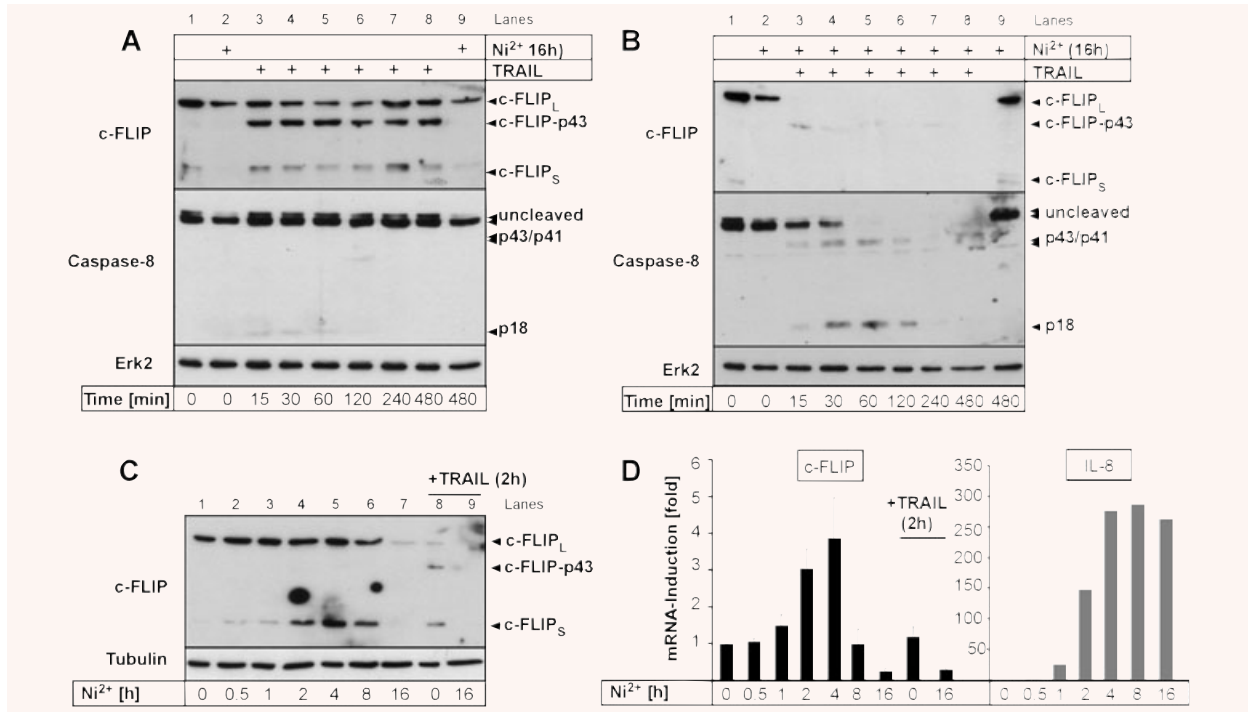 1 2 3 4 5 6 7 8 9 Lanes
A
+ + Ni²⁺ 16h)
+ + + + + + TRAIL
c-FLIP
c-FLIP_L
c-FLIP-p43
c-FLIP_S
Caspase-8
uncleaved
p43/p41
p18
Erk2
Time [min] 0 0 15 30 60 120 240 480 480
1 2 3 4 5 6 7 8 9 Lanes
B
+ + + + + + + + Ni²⁺ (16h)
+ + + + + + TRAIL
c-FLIP
c-FLIP_L
c-FLIP-p43
c-FLIP_S
Caspase-8
uncleaved
p43/p41
p18
Erk2
Time [min] 0 0 15 30 60 120 240 480 480
C
+TRAIL (2h)
1 2 3 4 5 6 7 8 9 Lanes
c-FLIP
c-FLIP_L
c-FLIP-p43
c-FLIP_S
Tubulin
Ni²⁺ [h] 0 0.5 1 2 4 8 16 0 16
D
mRNA-Induction [fold]
6
5
4
3
2
1
c-FLIP
+TRAIL
(2h)
350
300
250
200
150
100
50
IL-8
Ni²⁺ [h] 0 0.5 1 2 4 8 16 0 16 0 0.5 1 2 4 8 16